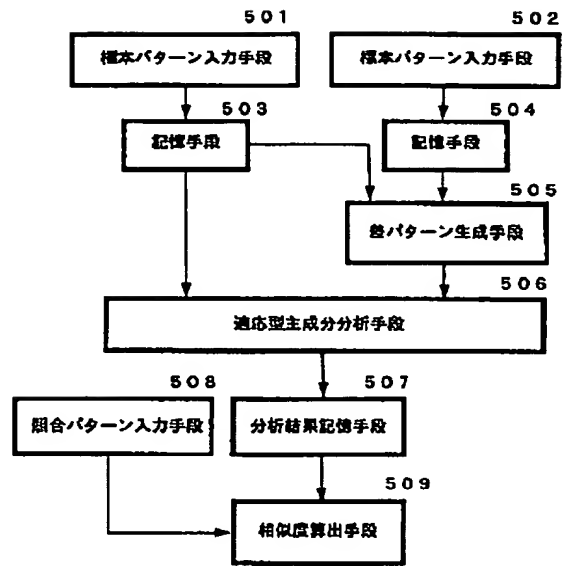 501
502
標本パターン入力手段
標本パターン入力手段
503
504
記憶手段
記憶手段
505
差パターン生成手段
506
適応型主成分分析手段
508
507
照合パターン入力手段
分析結果記憶手段
509
相似度算出手段